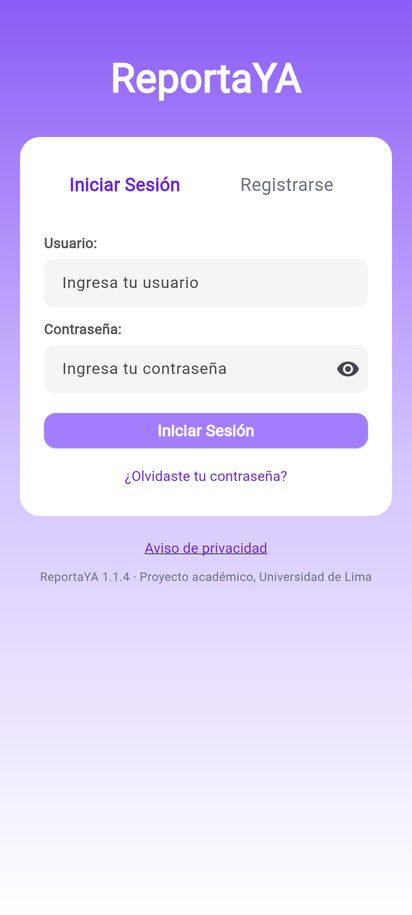 ReportaYA
Iniciar Sesión
Registrarse
Usuario:
Ingresa tu usuario
Contraseña:
Ingresa tu contraseña
Iniciar Sesión
¿Olvidaste tu contraseña?
Aviso de privacidad
ReportaYA 1.1.4 · Proyecto académico, Universidad de Lima